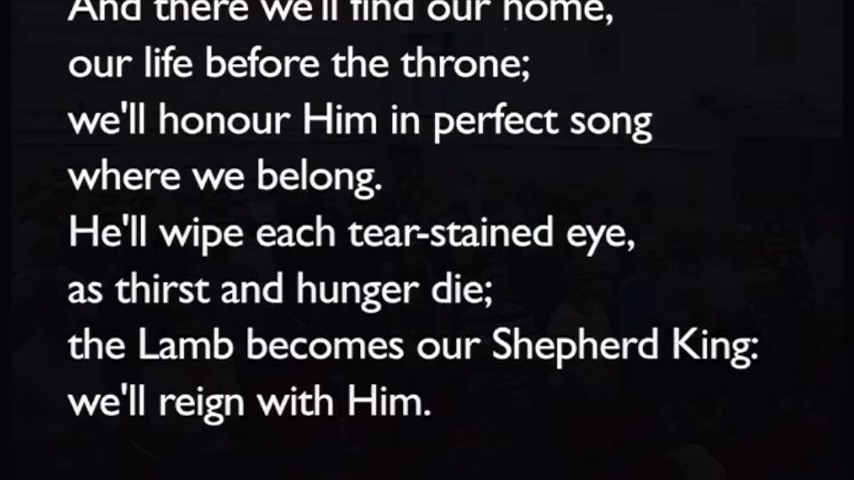 And there we'll find our home,
our life before the throne;
we'll honour Him in perfect song
where we belong.
He'll wipe each tear-stained eye,
as thirst and hunger die;
the Lamb becomes our Shepherd King:
we'll reign with Him.